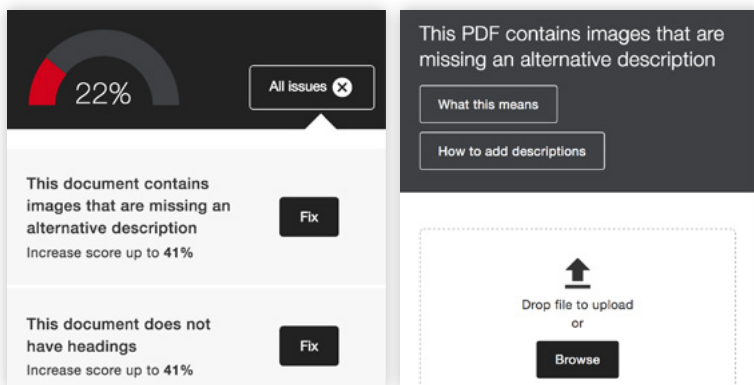 22%
All issues
This document contains
images that are missing an
alternative description
Increase score up to 41%
Fix
This document does not
have headings
Increase score up to 41%
Fix
This PDF contains images that are
missing an alternative description
What this means
How to add descriptions
Drop file to upload
or
Browse